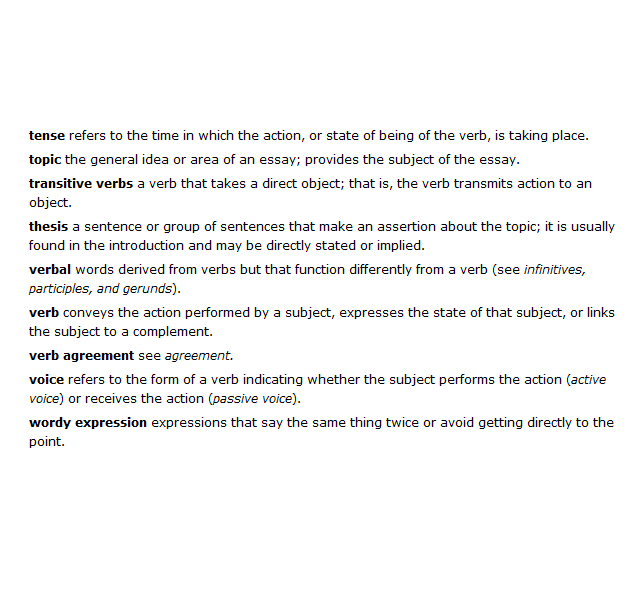 tense refers to the time in which the action, or state of being of the verb, is taking place.
topic the general idea or area of an essay; provides the subject of the essay.
transitive verbs a verb that takes a direct object; that is, the verb transmits action to an
object.
thesis a sentence or group of sentences that make an assertion about the topic; it is usually
found in the introduction and may be directly stated or implied.
verbal words derived from verbs but that function differently from a verb (see infinitives,
participles, and gerunds).
verb conveys the action performed by a subject, expresses the state of that subject, or links
the subject to a complement.
verb agreement see agreement.
voice refers to the form of a verb indicating whether the subject performs the action (active
voice) or receives the action (passive voice).
wordy expression expressions that say the same thing twice or avoid getting directly to the
point.